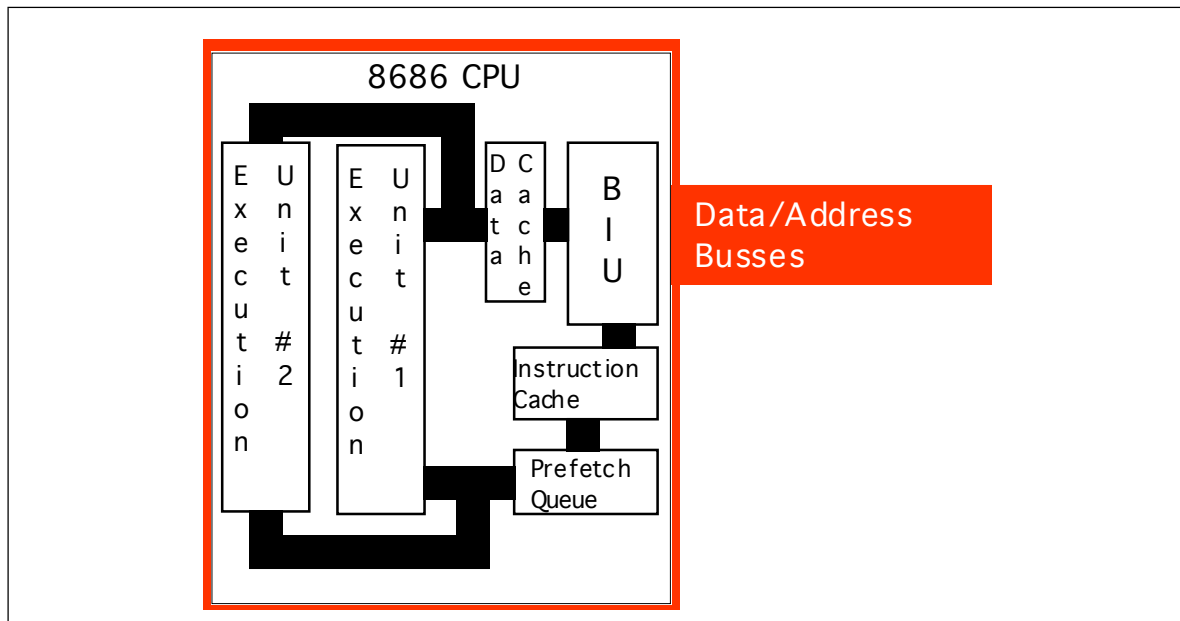 8686 CPU
Execution
Unit #2
Execution
Unit #1
Data
Cache
BIU
Data/Address
Busses
Instruction
Cache
Prefetch
Queue